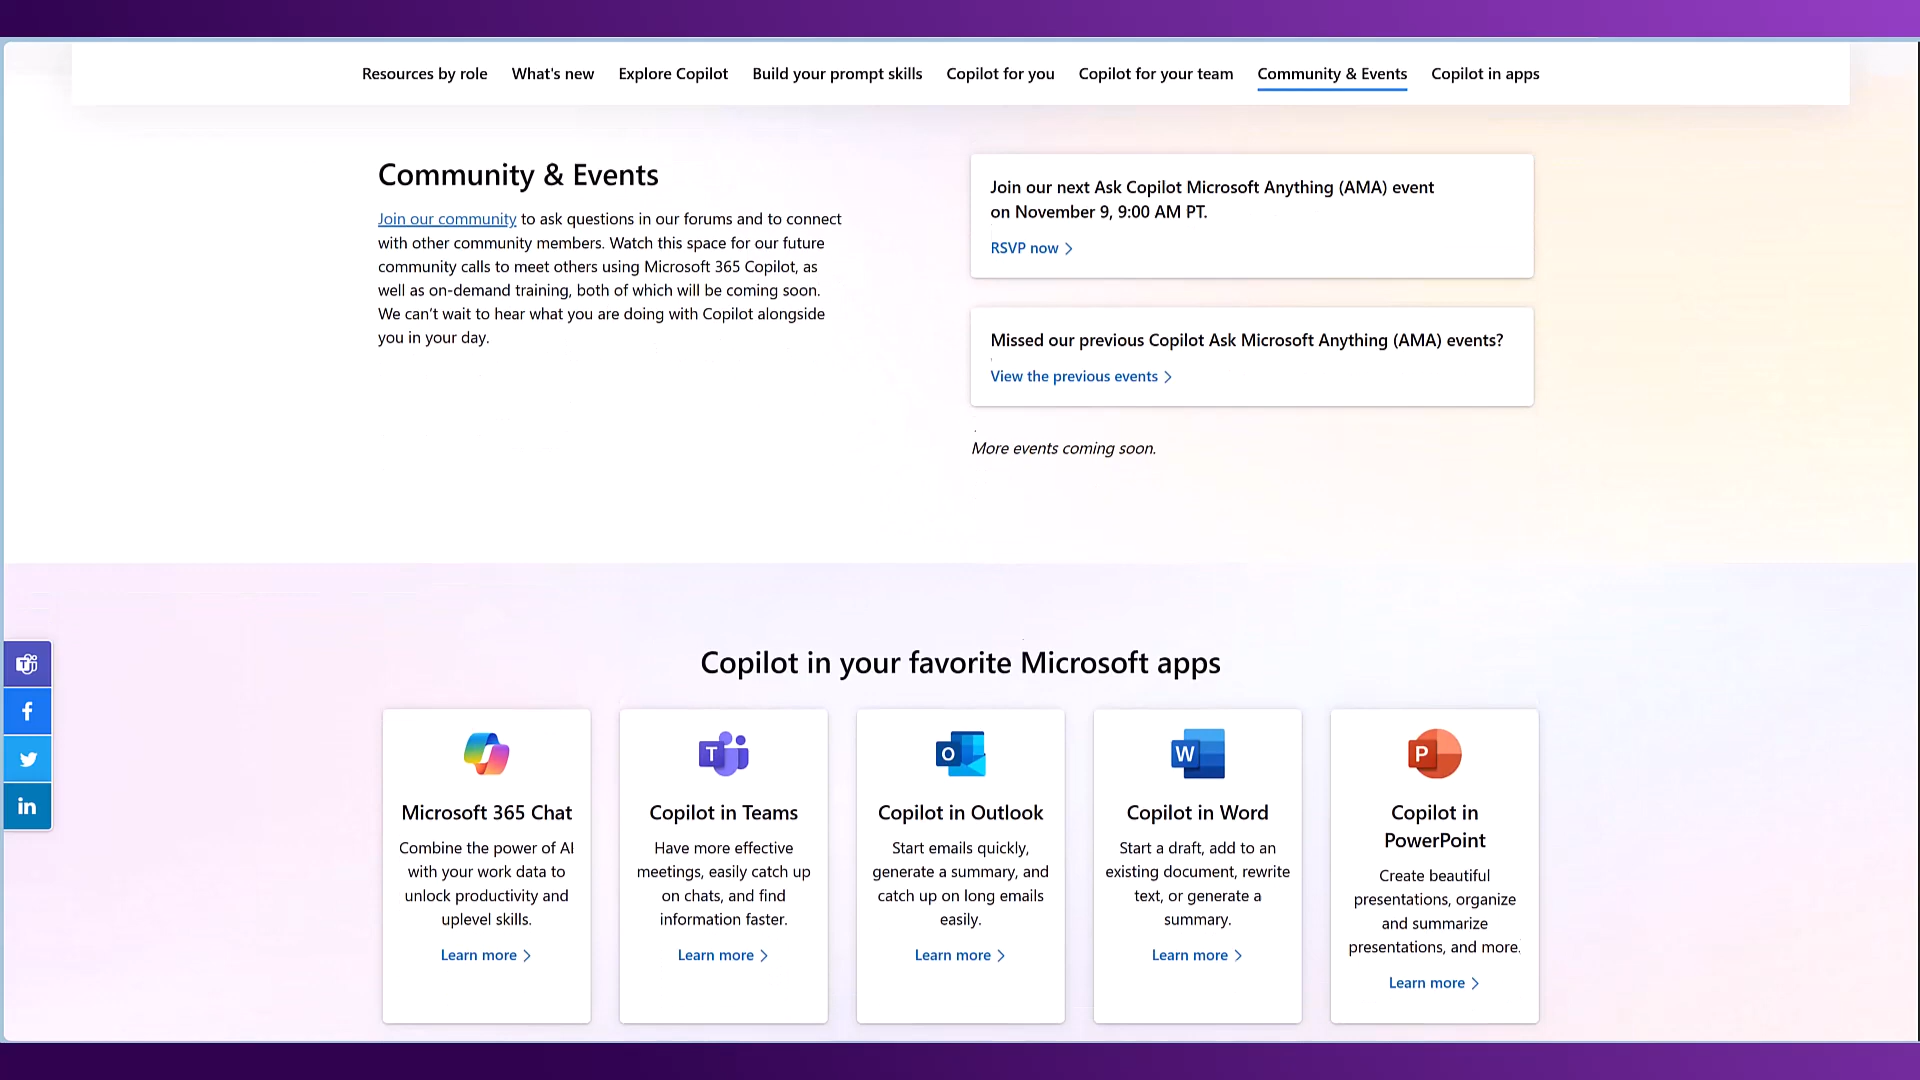 Resources by role
What's new
Explore Copilot
Build your prompt skills
Copilot for you
Copilot for your team
Community & Events
Copilot in apps
Community & Events
Join our community to ask questions in our forums and to connect
with other community members. Watch this space for our future
community calls to meet others using Microsoft 365 Copilot, as
well as on-demand training, both of which will be coming soon.
We can't wait to hear what you are doing with Copilot alongside
you in your day.
Join our next Ask Copilot Microsoft Anything (AMA) event
on November 9, 9:00 AM PT.
RSVP now
Missed our previous Copilot Ask Microsoft Anything (AMA) events?
View the previous events
More events coming soon.
Copilot in your favorite Microsoft apps
Microsoft 365 Chat
Combine the power of AI
with your work data to
unlock productivity and
uplevel skills.
Learn more
T
Copilot in Teams
Have more effective
meetings, easily catch up
on chats, and find
information faster.
Learn more
O
Copilot in Outlook
Start emails quickly,
generate a summary, and
catch up on long emails
easily.
Learn more
W
Copilot in Word
Start a draft, add to an
existing document, rewrite
text, or generate a
summary.
Learn more
P
Copilot in
PowerPoint
Create beautiful
presentations, organize
and summarize
presentations, and more.
Learn more
T
f
in